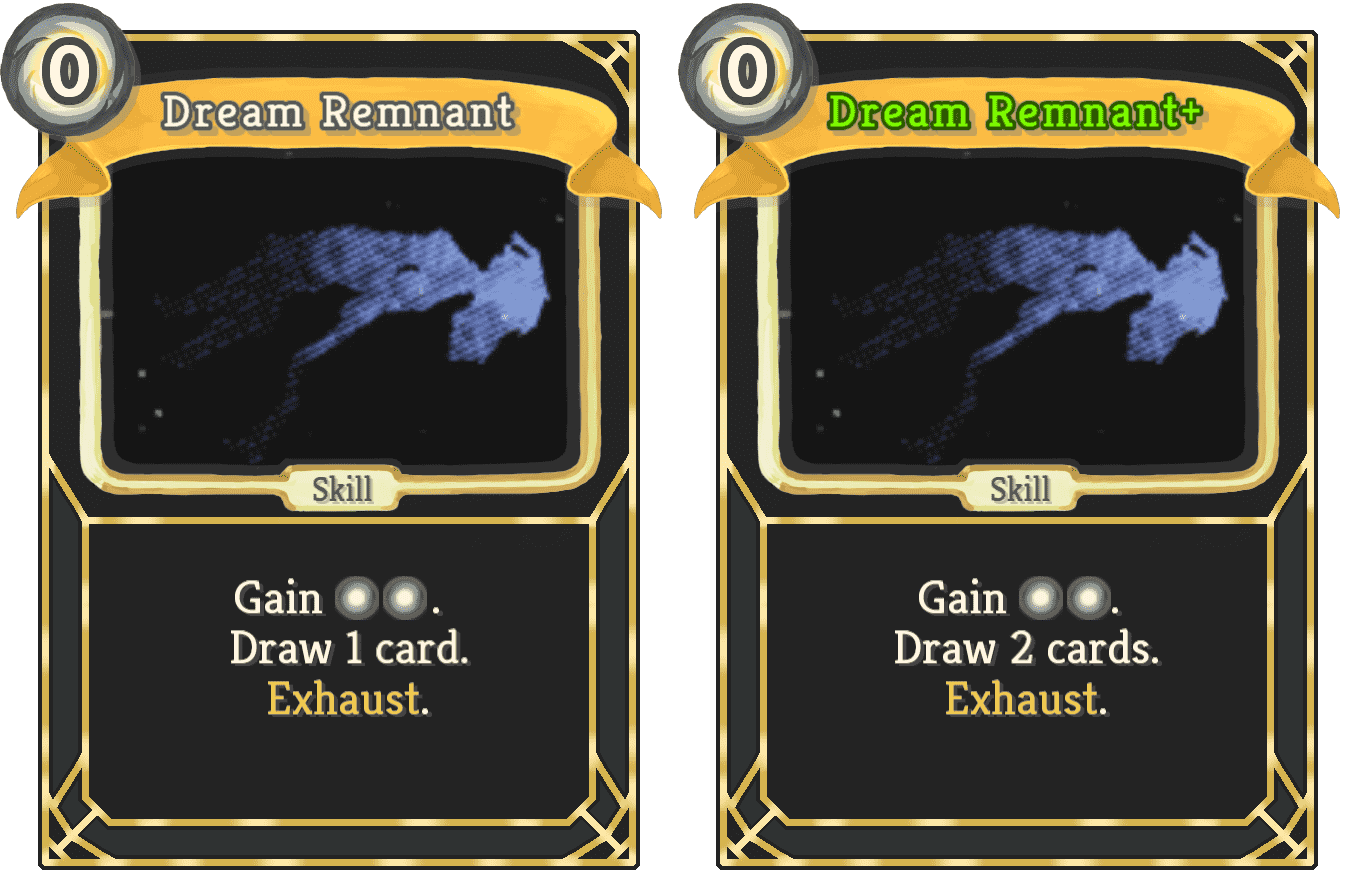 0
Dream Remnant
Skill
Gain .
Draw 1 card.
Exhaust.
0
Dream Remnant+
Skill
Gain .
Draw 2 cards.
Exhaust.